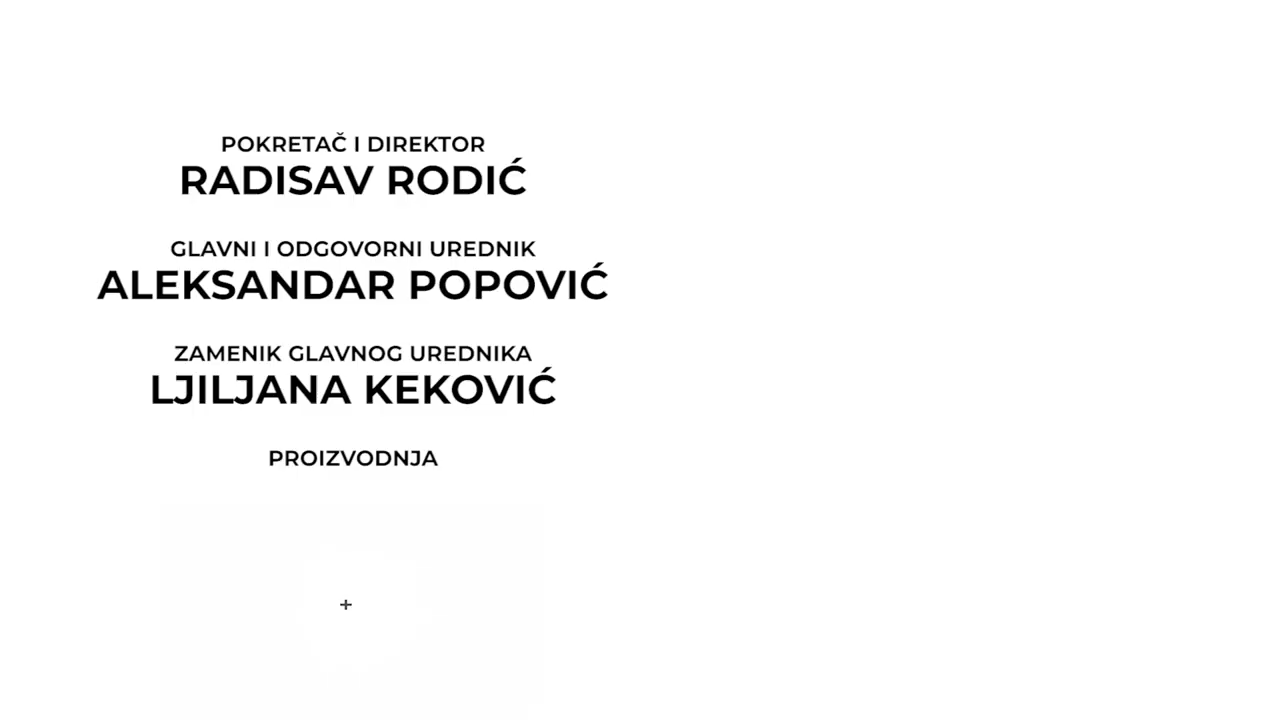 POKRETAČ I DIREKTOR
RADISAV RODIĆ
GLAVNI I ODGOVORNI UREDNIK
ALEKSANDAR POPOVIĆ
ZAMENIK GLAVNOG UREDNIKA
LJILJANA KEKOVIĆ
PROIZVODNJA
+